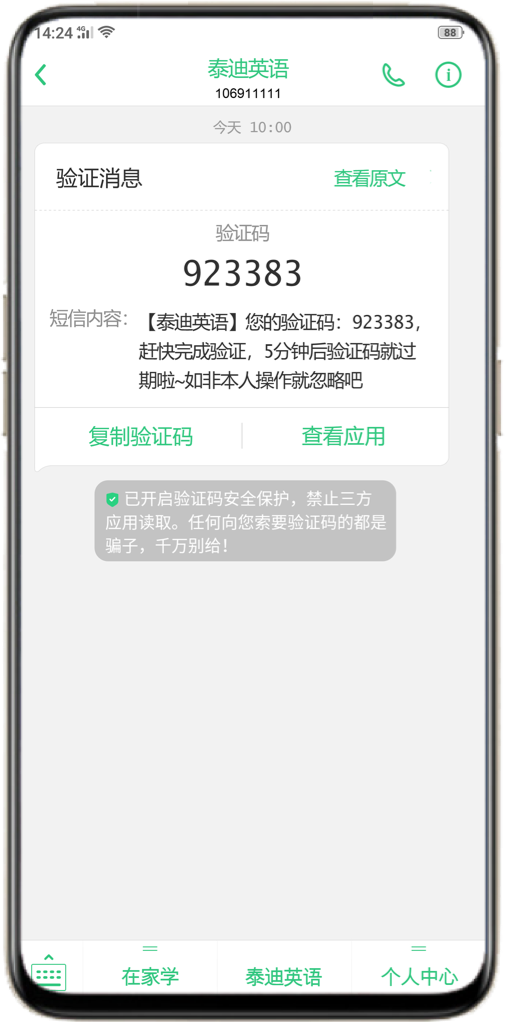 14:24 4G 88
泰迪英语
106911111
今天 10:00
验证消息 查看原文
验证码
923383
短信内容： 【泰迪英语】您的验证码：923383，
赶快完成验证，5分钟后验证码就过
期啦~如非本人操作就忽略吧
复制验证码 查看应用
已开启验证码安全保护，禁止三方
应用读取。任何向您索要验证码的都是
骗子，千万别给！
在家学 泰迪英语 个人中心